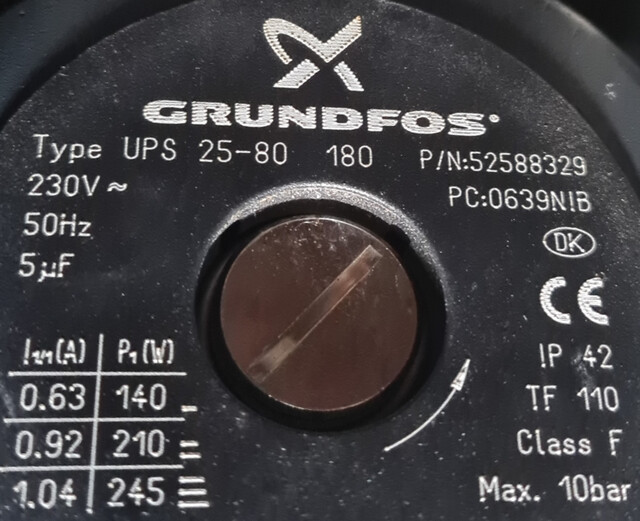 GRUNDFOS
Type UPS 25-80 180 P/N:52588329
230V ~ PC:0639N!B
50Hz
5µF
DK
CE
I1/1(A) P1(W)
0.63 140
0.92 210
1.04 245
IP 42
TF 110
Class F
Max. 10bar